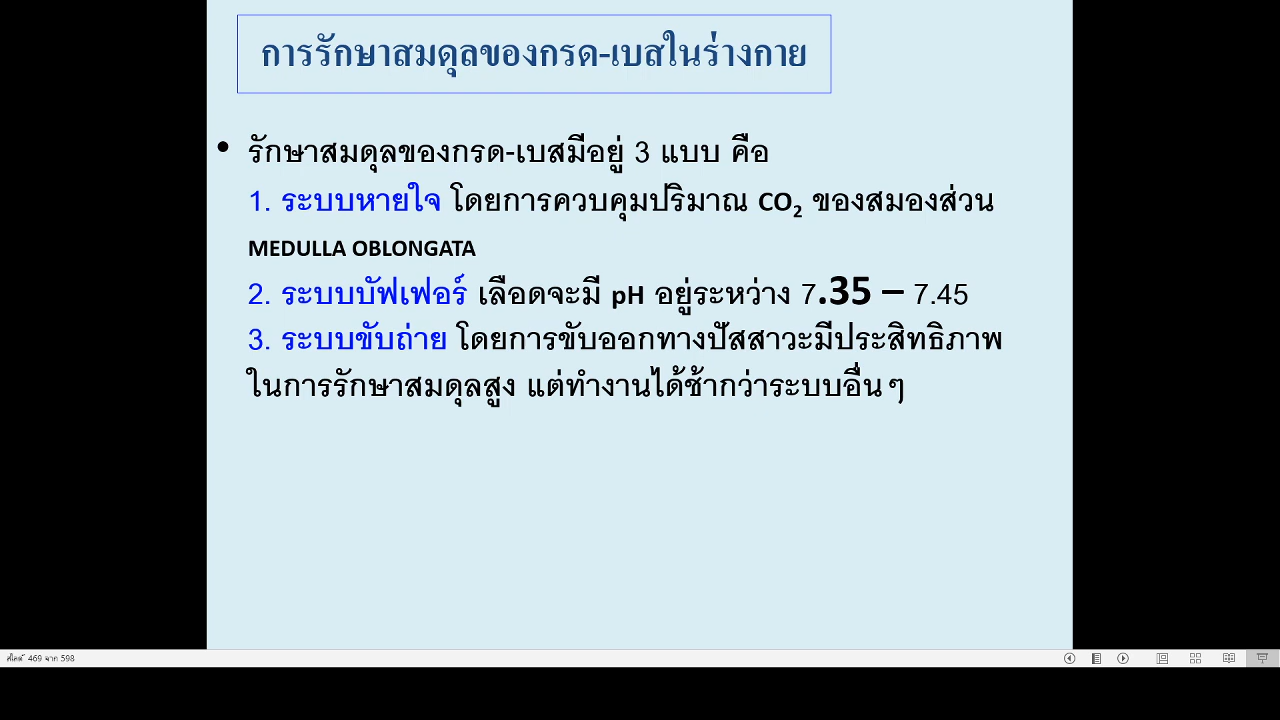 การรักษาสมดุลของกรด-เบสในร่างกาย
• รักษาสมดุลของกรด-เบสมีอยู่ 3 แบบ คือ
1. ระบบหายใจ โดยการควบคุมปริมาณ CO₂ ของสมองส่วน
MEDULLA OBLONGATA
2. ระบบบัฟเฟอร์ เลือดจะมี pH อยู่ระหว่าง 7.35 – 7.45
3. ระบบขับถ่าย โดยการขับออกทางปัสสาวะมีประสิทธิภาพ
ในการรักษาสมดุลสูง แต่ทำงานได้ช้ากว่าระบบอื่นๆ
สไลด์ 469 จาก 598